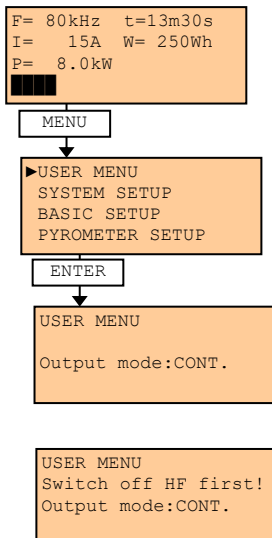 F= 80kHz t=13m30s
I= 15A W= 250Wh
P= 8.0kW
MENU
►USER MENU
SYSTEM SETUP
BASIC SETUP
PYROMETER SETUP
ENTER
USER MENU
Output mode:CONT.
USER MENU
Switch off HF first!
Output mode:CONT.